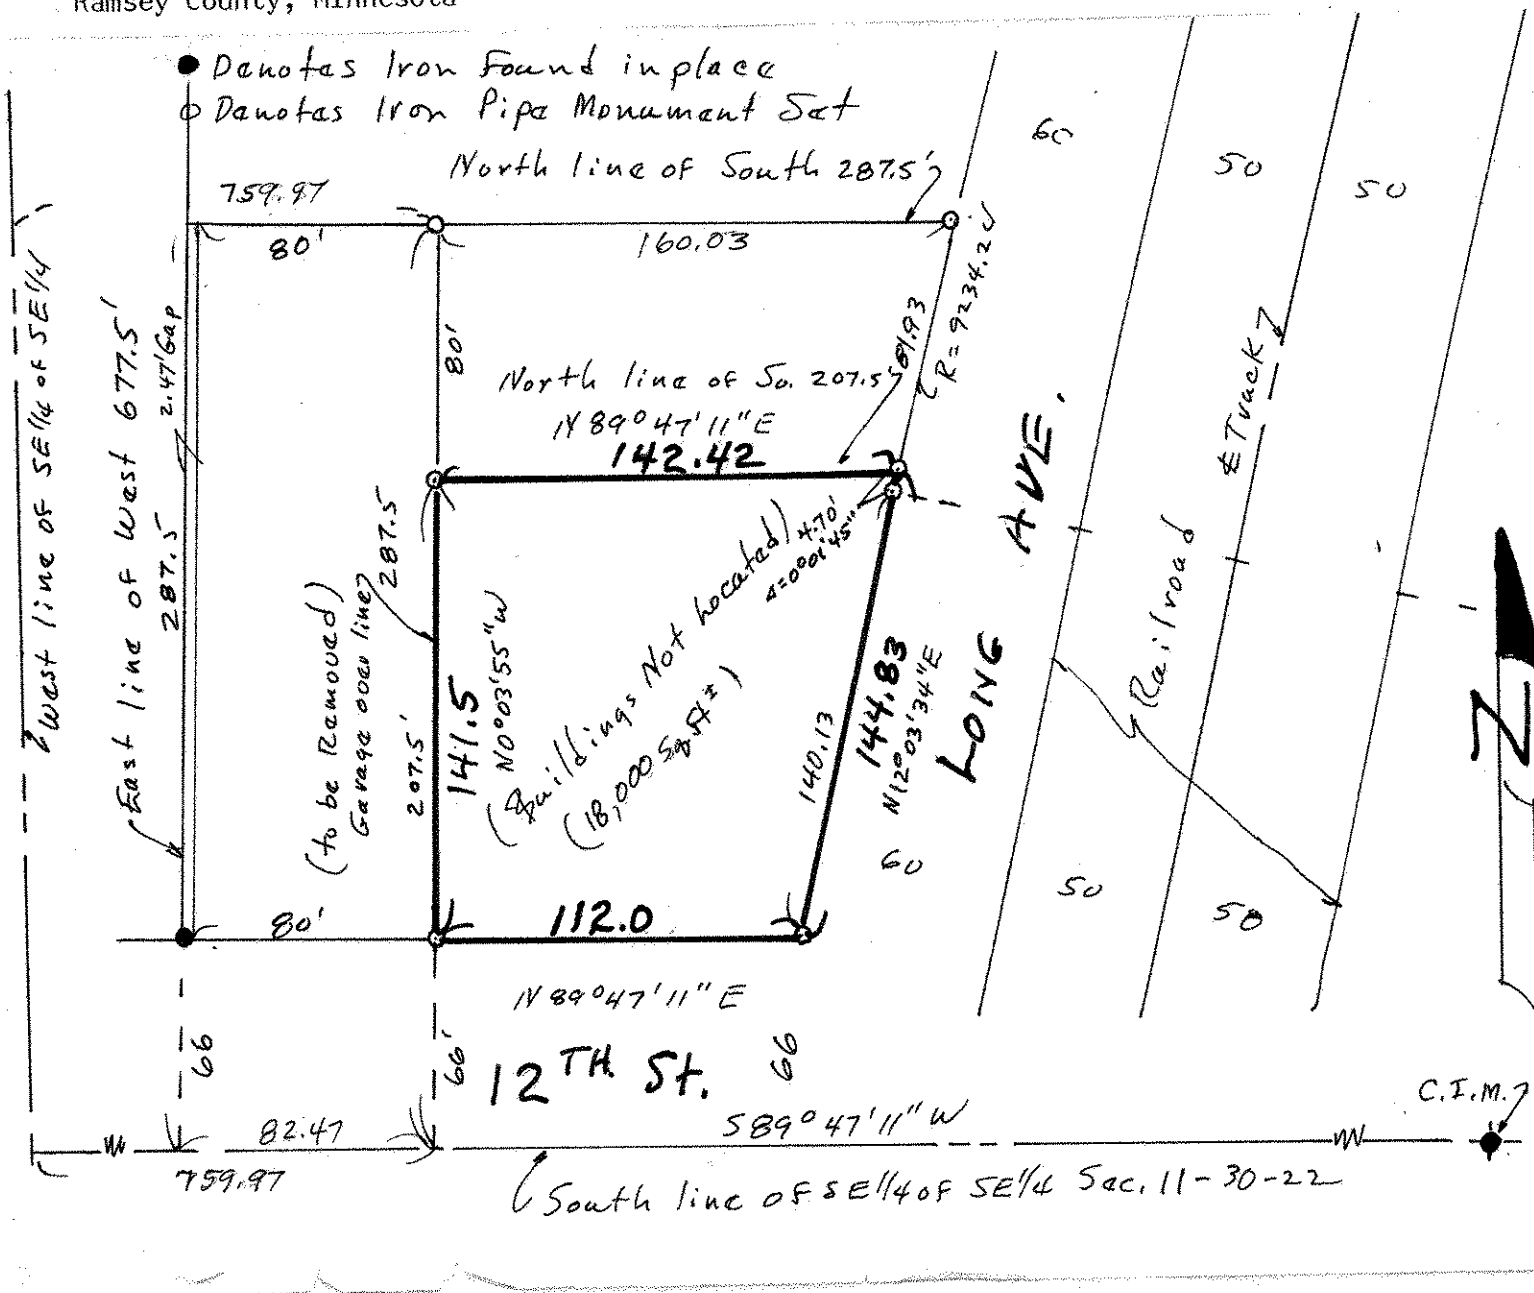 Ramsey County, Minnesota
● Denotes Iron Found inplace
○ Denotes Iron Pipe Monument Set
North line of South 287.5'
759.97
80'
160.03
60
50
50
West line of SE1/4 of SE1/4
East line of West 677.5'
287.5
2.47'Gap
80'
81.93
(R=9234.20)
North line of So. 207.5'
N 89°47'11"E
142.42
287.5'
(to be Removed)
Garage over line
207.5'
141.5
N0°03'55"W
(Buildings Not Located)
(18,000 Sq.Ft±)
4.70'
Δ=0°01'45"
140.13
144.83
N12°03'34"E
LONG AVE.
₵ Track
Railroad
60
50
50
N
80'
112.0
N 89°47'11" E
66
66'
12TH St.
66
C.I.M.
82.47
S89°47'11" W
759.97
South line of SE1/4 of SE1/4 Sec. 11-30-22